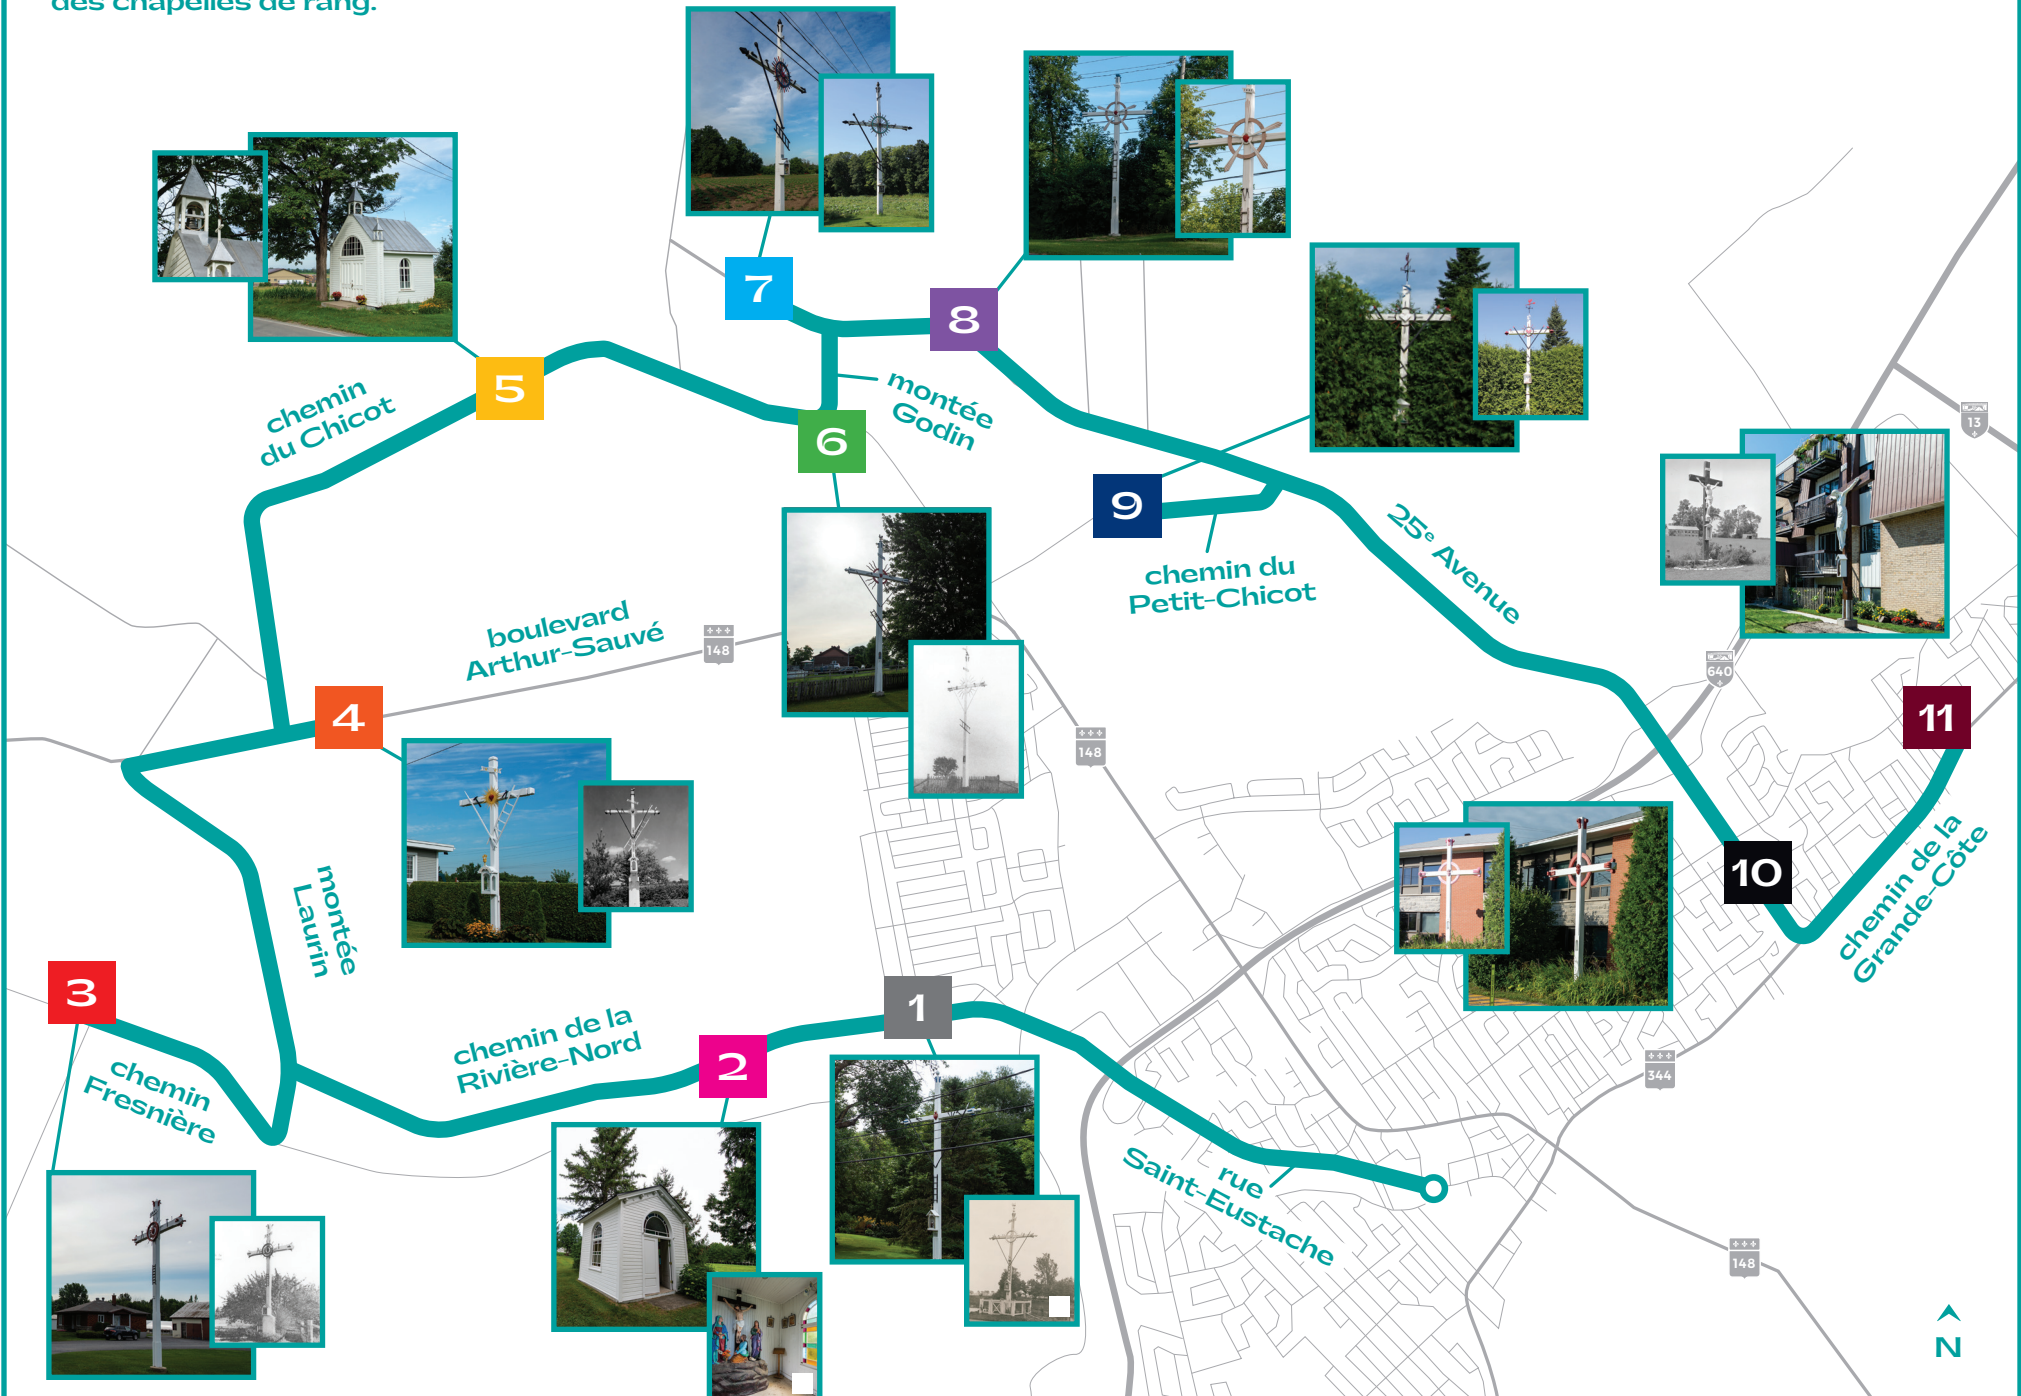 des chapelles de rang.
7
8
5
chemin
du Chicot
6
montée
Godin
9
chemin du
Petit-Chicot
25e Avenue
13
boulevard
Arthur-Sauvé
148
4
148
640
11
10
chemin de la
Grande-Côte
montée
Laurin
3
chemin
Fresnière
chemin de la
Rivière-Nord
2
1
344
rue
Saint-Eustache
148
N